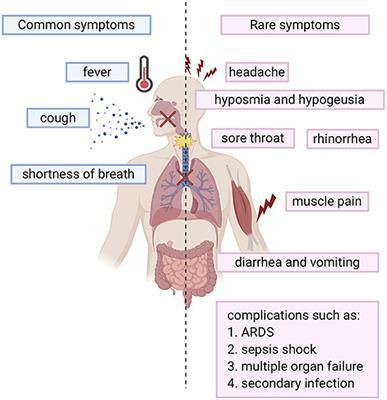 Common symptoms
Rare symptoms
fever
headache
hyposmia and hypogeusia
cough
sore throat
rhinorrhea
shortness of breath
muscle pain
diarrhea and vomiting
complications such as:
1. ARDS
2. sepsis shock
3. multiple organ failure
4. secondary infection